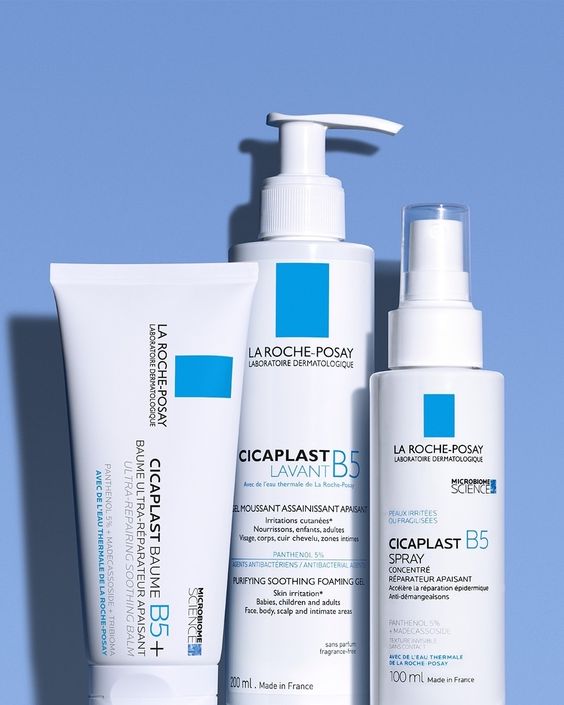 LA ROCHE-POSAY
LABORATOIRE DERMATOLOGIQUE
CICAPLAST BAUME B5+
BAUME ULTRA-RÉPARATEUR APAISANT
ULTRA-REPAIRING SOOTHING BALM
PANTHENOL 5% + MADECASSOSIDE + TRIBIOMA
AVEC DE L'EAU THERMALE DE LA ROCHE-POSAY
MICROBIOME
SCIENCE
LA ROCHE-POSAY
LABORATOIRE DERMATOLOGIQUE
CICAPLAST B5
LAVANT
Avec de l'eau thermale de La Roche-Posay
GEL MOUSSANT ASSAINISSANT APAISANT
Irritations cutanées*
Nourrissons, enfants, adultes
Visage, corps, cuir chevelu, zones intimes
PANTHENOL 5%
AGENTS ANTIBACTÉRIENS / ANTIBACTERIAL AGENTS
PURIFYING SOOTHING FOAMING GEL
Skin irritation*
Babies, children and adults
Face, body, scalp and intimate areas
sans parfum
fragrance-free
200 ml . Made in France
LA ROCHE-POSAY
LABORATOIRE DERMATOLOGIQUE
MICROBIOME
SCIENCE
PEAUX IRRITÉES
OU FRAGILISÉES
CICAPLAST B5
SPRAY
CONCENTRÉ
RÉPARATEUR APAISANT
Accélère la réparation épidermique
Anti-démangeaisons
PANTHENOL 5%
+ MADECASSOSIDE
TEXTURE INVISIBLE
SANS CONTACT
AVEC DE L'EAU THERMALE
DE LA ROCHE-POSAY
100 ml Made in France